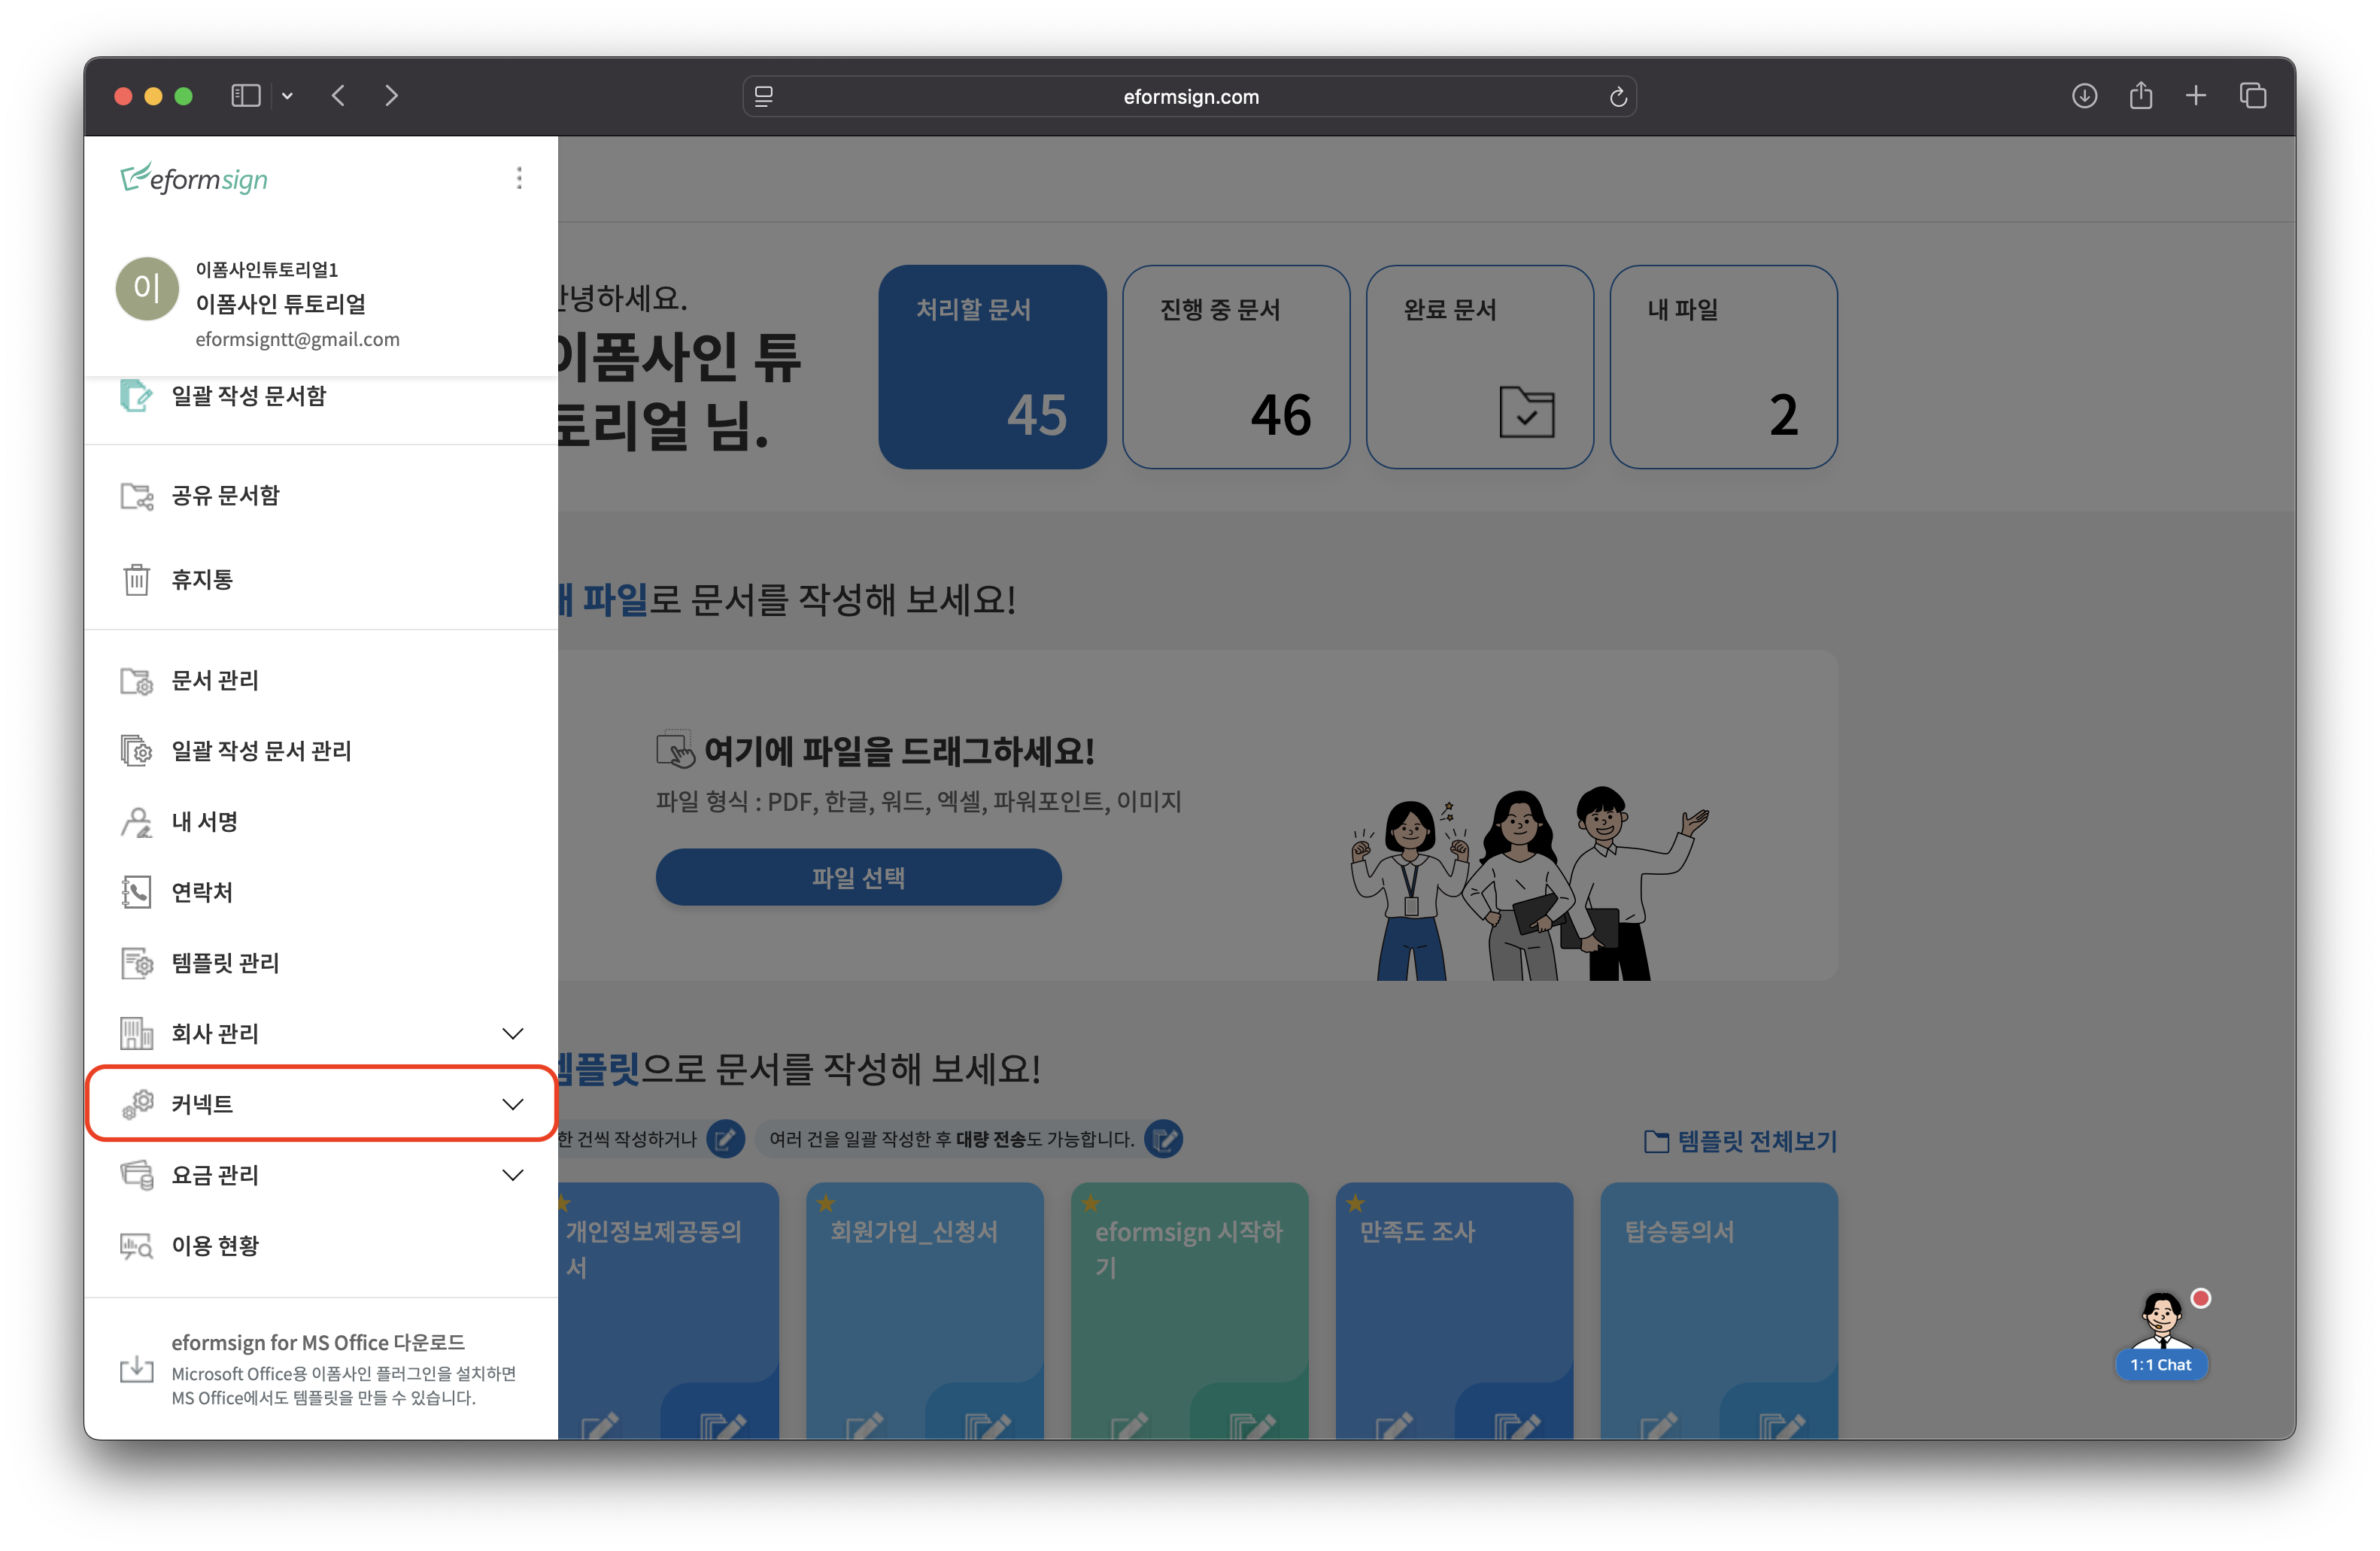 eformsign.com
eformsign
이
이폼사인튜토리얼1
이폼사인 튜토리얼
eformsigntt@gmail.com
일괄 작성 문서함
공유 문서함
휴지통
문서 관리
일괄 작성 문서 관리
내 서명
연락처
템플릿 관리
회사 관리
커넥트
요금 관리
이용 현황
eformsign for MS Office 다운로드
Microsoft Office용 이폼사인 플러그인을 설치하면
MS Office에서도 템플릿을 만들 수 있습니다.
안녕하세요.
이폼사인 튜
토리얼 님.
처리할 문서
45
진행 중 문서
46
완료 문서
내 파일
2
내 파일로 문서를 작성해 보세요!
여기에 파일을 드래그하세요!
파일 형식 : PDF, 한글, 워드, 엑셀, 파워포인트, 이미지
파일 선택
템플릿으로 문서를 작성해 보세요!
한 건씩 작성하거나
여러 건을 일괄 작성한 후 대량 전송도 가능합니다.
템플릿 전체보기
개인정보제공동의
서
회원가입_신청서
eformsign 시작하
기
만족도 조사
탑승동의서
1:1 Chat